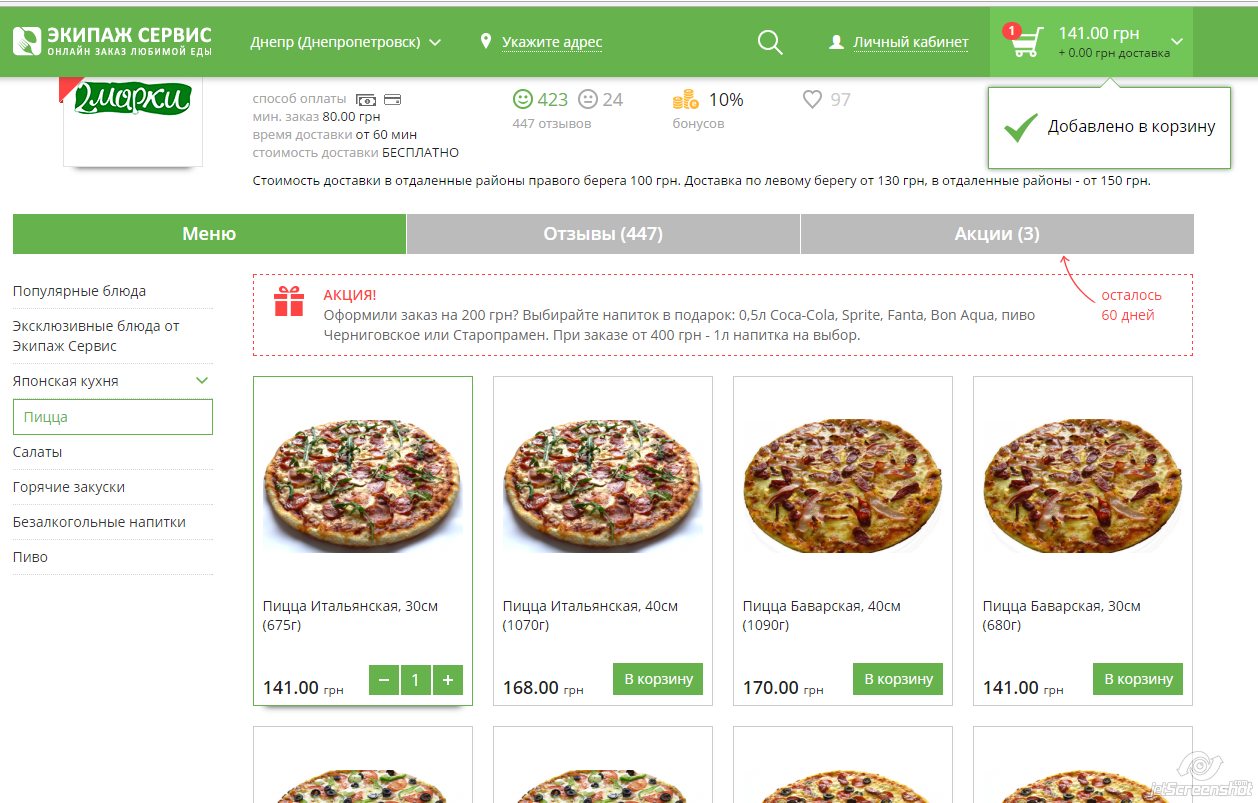 ЭКИПАЖ СЕРВИС
ОНЛАЙН ЗАКАЗ ЛЮБИМОЙ ЕДЫ
Днепр (Днепропетровск)
Укажите адрес
Личный кабинет
1
141.00 грн
+ 0.00 грн доставка
Добавлено в корзину
2марки
способ оплаты
мин. заказ 80.00 грн
время доставки от 60 мин
стоимость доставки БЕСПЛАТНО
423 24
447 отзывов
10%
бонусов
97
Стоимость доставки в отдаленные районы правого берега 100 грн. Доставка по левому берегу от 130 грн, в отдаленные районы - от 150 грн.
Меню
Отзывы (447)
Акции (3)
Популярные блюда
Эксклюзивные блюда от
Экипаж Сервис
Японская кухня
Пицца
Салаты
Горячие закуски
Безалкогольные напитки
Пиво
АКЦИЯ!
Оформили заказ на 200 грн? Выбирайте напиток в подарок: 0,5л Coca-Cola, Sprite, Fanta, Bon Aqua, пиво
Черниговское или Старопрамен. При заказе от 400 грн - 1л напитка на выбор.
осталось
60 дней
Пицца Итальянская, 30см
(675г)
141.00 грн
− 1 +
Пицца Итальянская, 40см
(1070г)
168.00 грн
В корзину
Пицца Баварская, 40см
(1090г)
170.00 грн
В корзину
Пицца Баварская, 30см
(680г)
141.00 грн
В корзину
jetScreenshot
.com